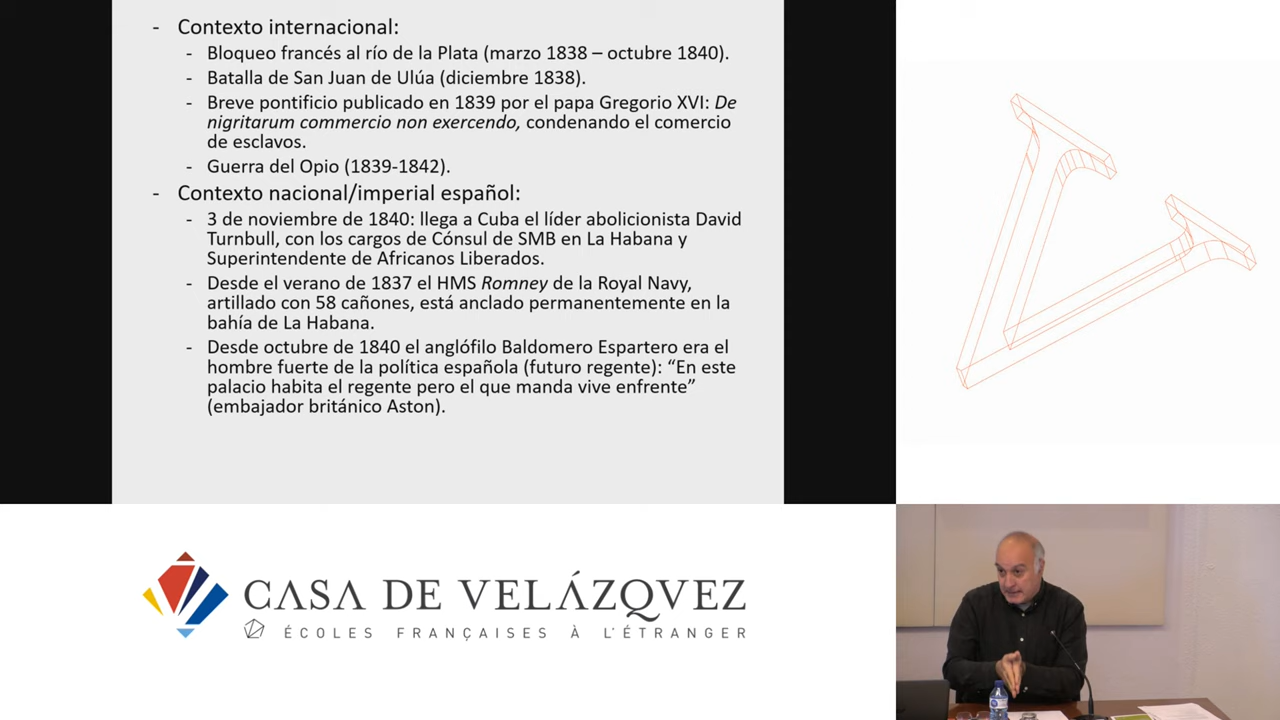 - Contexto internacional:
- Bloqueo francés al río de la Plata (marzo 1838 – octubre 1840).
- Batalla de San Juan de Ulúa (diciembre 1838).
- Breve pontificio publicado en 1839 por el papa Gregorio XVI: De
nigritarum commercio non exercendo, condenando el comercio
de esclavos.
- Guerra del Opio (1839-1842).
- Contexto nacional/imperial español:
- 3 de noviembre de 1840: llega a Cuba el líder abolicionista David
Turnbull, con los cargos de Cónsul de SMB en La Habana y
Superintendente de Africanos Liberados.
- Desde el verano de 1837 el HMS Romney de la Royal Navy,
artillado con 58 cañones, está anclado permanentemente en la
bahía de La Habana.
- Desde octubre de 1840 el anglófilo Baldomero Espartero era el
hombre fuerte de la política española (futuro regente): “En este
palacio habita el regente pero el que manda vive enfrente”
(embajador británico Aston).
V
CASA DE VELÁZQVEZ
ÉCOLES FRANÇAISES À L'ÉTRANGER